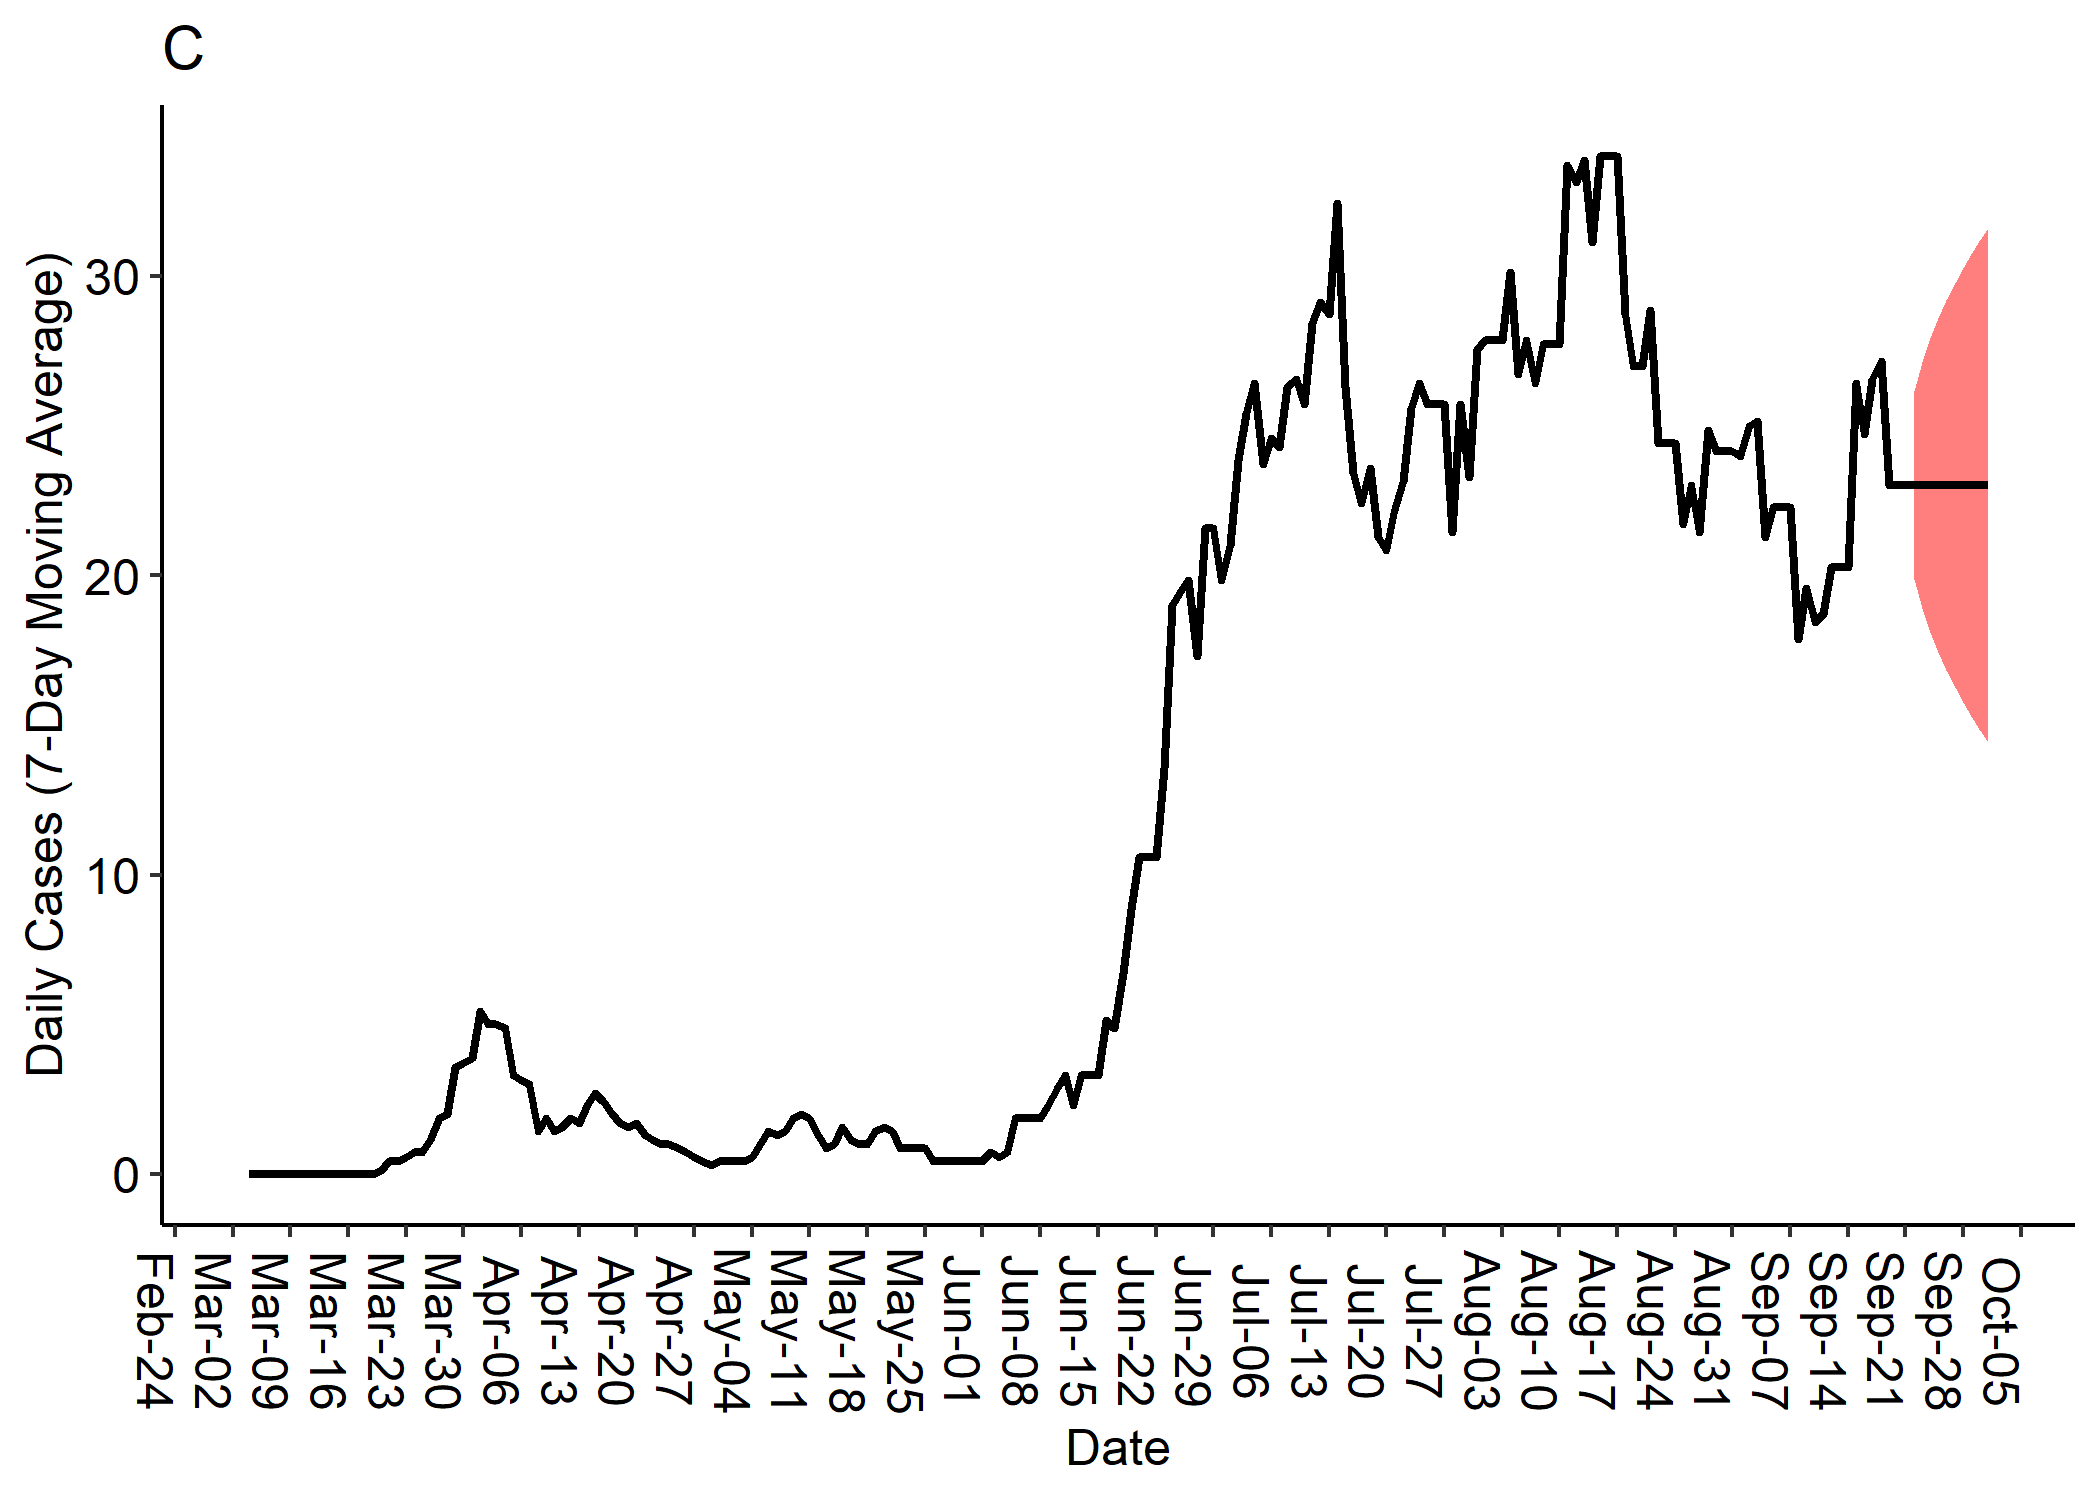 C
Daily Cases (7-Day Moving Average)
30
20
10
0
Feb-24
Mar-02
Mar-09
Mar-16
Mar-23
Mar-30
Apr-06
Apr-13
Apr-20
Apr-27
May-04
May-11
May-18
May-25
Jun-01
Jun-08
Jun-15
Jun-22
Jun-29
Jul-06
Jul-13
Jul-20
Jul-27
Aug-03
Aug-10
Aug-17
Aug-24
Aug-31
Sep-07
Sep-14
Sep-21
Sep-28
Oct-05
Date